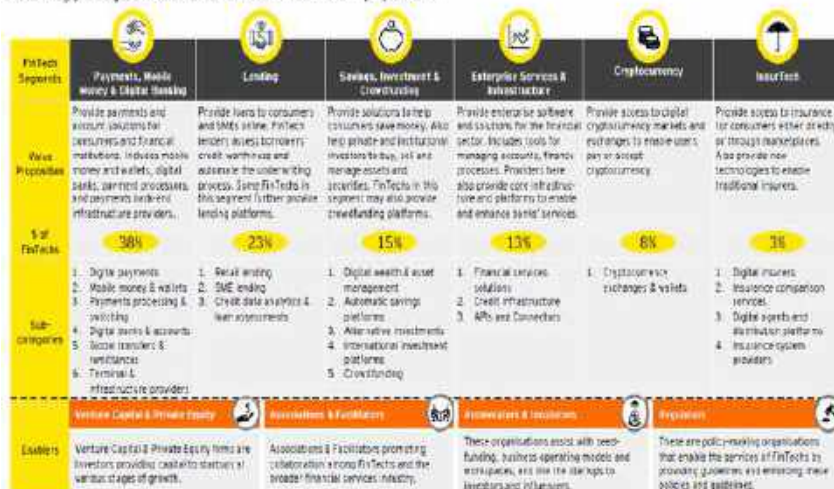 FinTech
Segments
Payments, Mobile
Money & Digital Banking
Lending
Savings, Investment &
Crowdfunding
Enterprise Services &
Infrastructure
Cryptocurrency
InsurTech
Value
Proposition
Provide payments and
account solutions for
consumers and financial
institutions. Includes mobile
money and wallets, digital
banks, payment processors,
and payments back-end
infrastructure providers.
Provide loans to consumers
and SMEs online. FinTech
lenders assess borrowers
credit worthiness and
automate the underwriting
process. Some FinTechs in
this segment further provide
lending platforms.
Provide solutions to help
consumers save money. Also
help private and institutional
investors to buy, sell and
manage assets and
securities. FinTechs in this
segment may also provide
crowdfunding platforms.
Provide enterprise software
and solutions for the financial
sector. Includes tools for
managing accounts, finance
processes. Providers here
also provide core infrastruc-
ture and platforms to enable
and enhance banks' services.
Provide access to digital
cryptocurrency markets and
exchanges to enable users
pay or accept
cryptocurrency.
Provide access to insurance
for consumers either directly
or through marketplaces.
Also provide new
technologies to enable
traditional insurers.
% of
FinTechs
38%
23%
15%
13%
8%
3%
Sub-
categories
1. Digital payments
2. Mobile money & wallets
3. Payments processing &
switching
4. Digital banks & accounts
5. Global transfers &
remittances
6. Terminal &
infrastructure providers
1. Retail lending
2. SME lending
3. Credit data analytics &
loan assessments
1. Digital wealth & asset
management
2. Automatic savings
platforms
3. Alternative investments
4. International investment
platforms
5. Crowdfunding
1. Financial services
solutions
2. Credit infrastructure
3. APIs and Connectors
1. Cryptocurrency
exchanges & wallets
1. Digital insurers
2. Insurance comparison
services
3. Digital agents and
distribution platforms
4. Insurance system
providers
Enablers
Venture Capital & Private Equity
Associations & Facilitators
Accelerators & Incubators
Regulators
Venture Capital & Private Equity firms are
investors providing capital to startups at
various stages of growth.
Associations & Facilitators promoting
collaboration among FinTechs and the
broader financial services industry.
These organisations assist with seed-
funding, business operating models and
workspaces, and link the startups to
investors and influencers.
These are policy-making organisations
that enable the services of FinTechs by
providing guidelines and enforcing these
policies and guidelines.